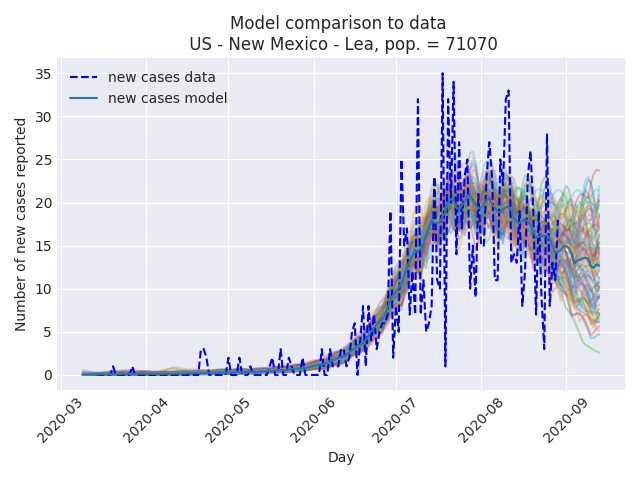 Model comparison to data
US - New Mexico - Lea, pop. = 71070
new cases data
new cases model
Number of new cases reported
35
30
25
20
15
10
5
0
2020-03
2020-04
2020-05
2020-06
2020-07
2020-08
2020-09
Day